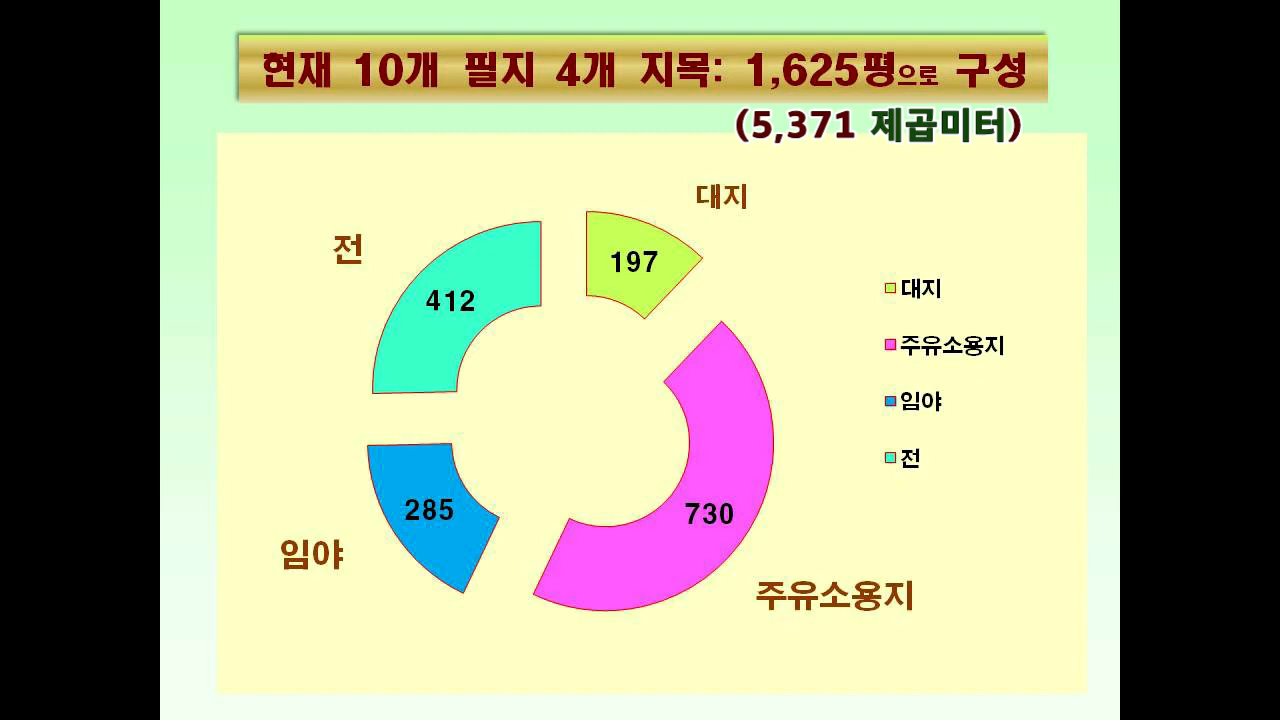 현재 10개 필지 4개 지목: 1,625평으로 구성
(5,371 제곱미터)
대지
전
197
412
대지
주유소용지
임야
전
285
730
임야
주유소용지